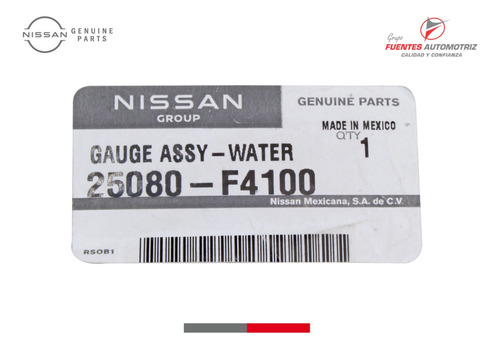 NISSAN
GENUINE
PARTS
Grupo
FUENTES AUTOMOTRIZ
CALIDAD Y CONFIANZA
NISSAN
GROUP
GENUINE PARTS
MADE IN MEXICO
QTY
1
GAUGE ASSY-WATER
25080-F4100
Nissan Mexicana, S.A. de C.V.
RSOB1